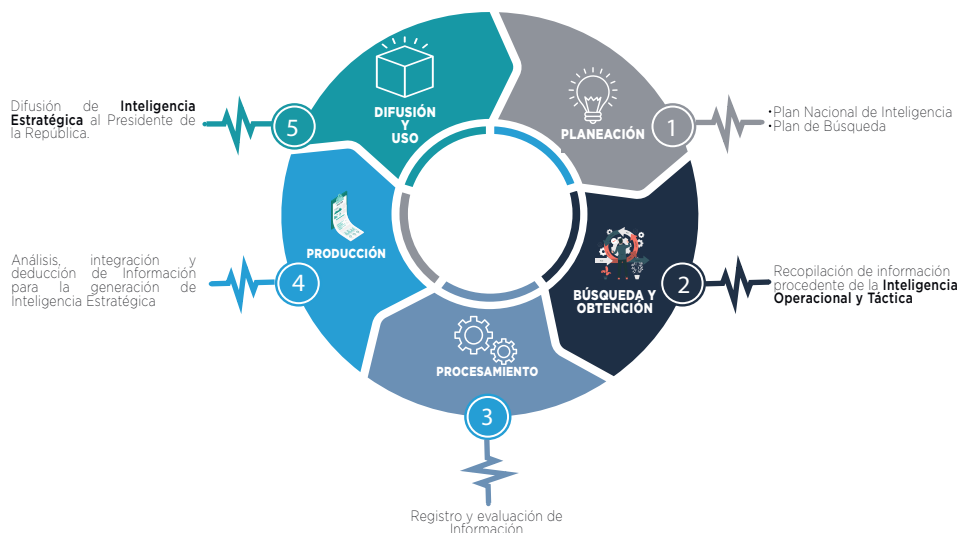 PLANEACIÓN
1
•Plan Nacional de Inteligencia
•Plan de Búsqueda
BÚSQUEDA Y
OBTENCIÓN
2
Recopilación de información
procedente de la Inteligencia
Operacional y Táctica
PROCESAMIENTO
3
Registro y evaluación de
Información
PRODUCCIÓN
4
Análisis, integración y
deducción de Información
para la generación de
Inteligencia Estratégica
DIFUSIÓN
Y
USO
5
Difusión de Inteligencia
Estratégica al Presidente de
la República.